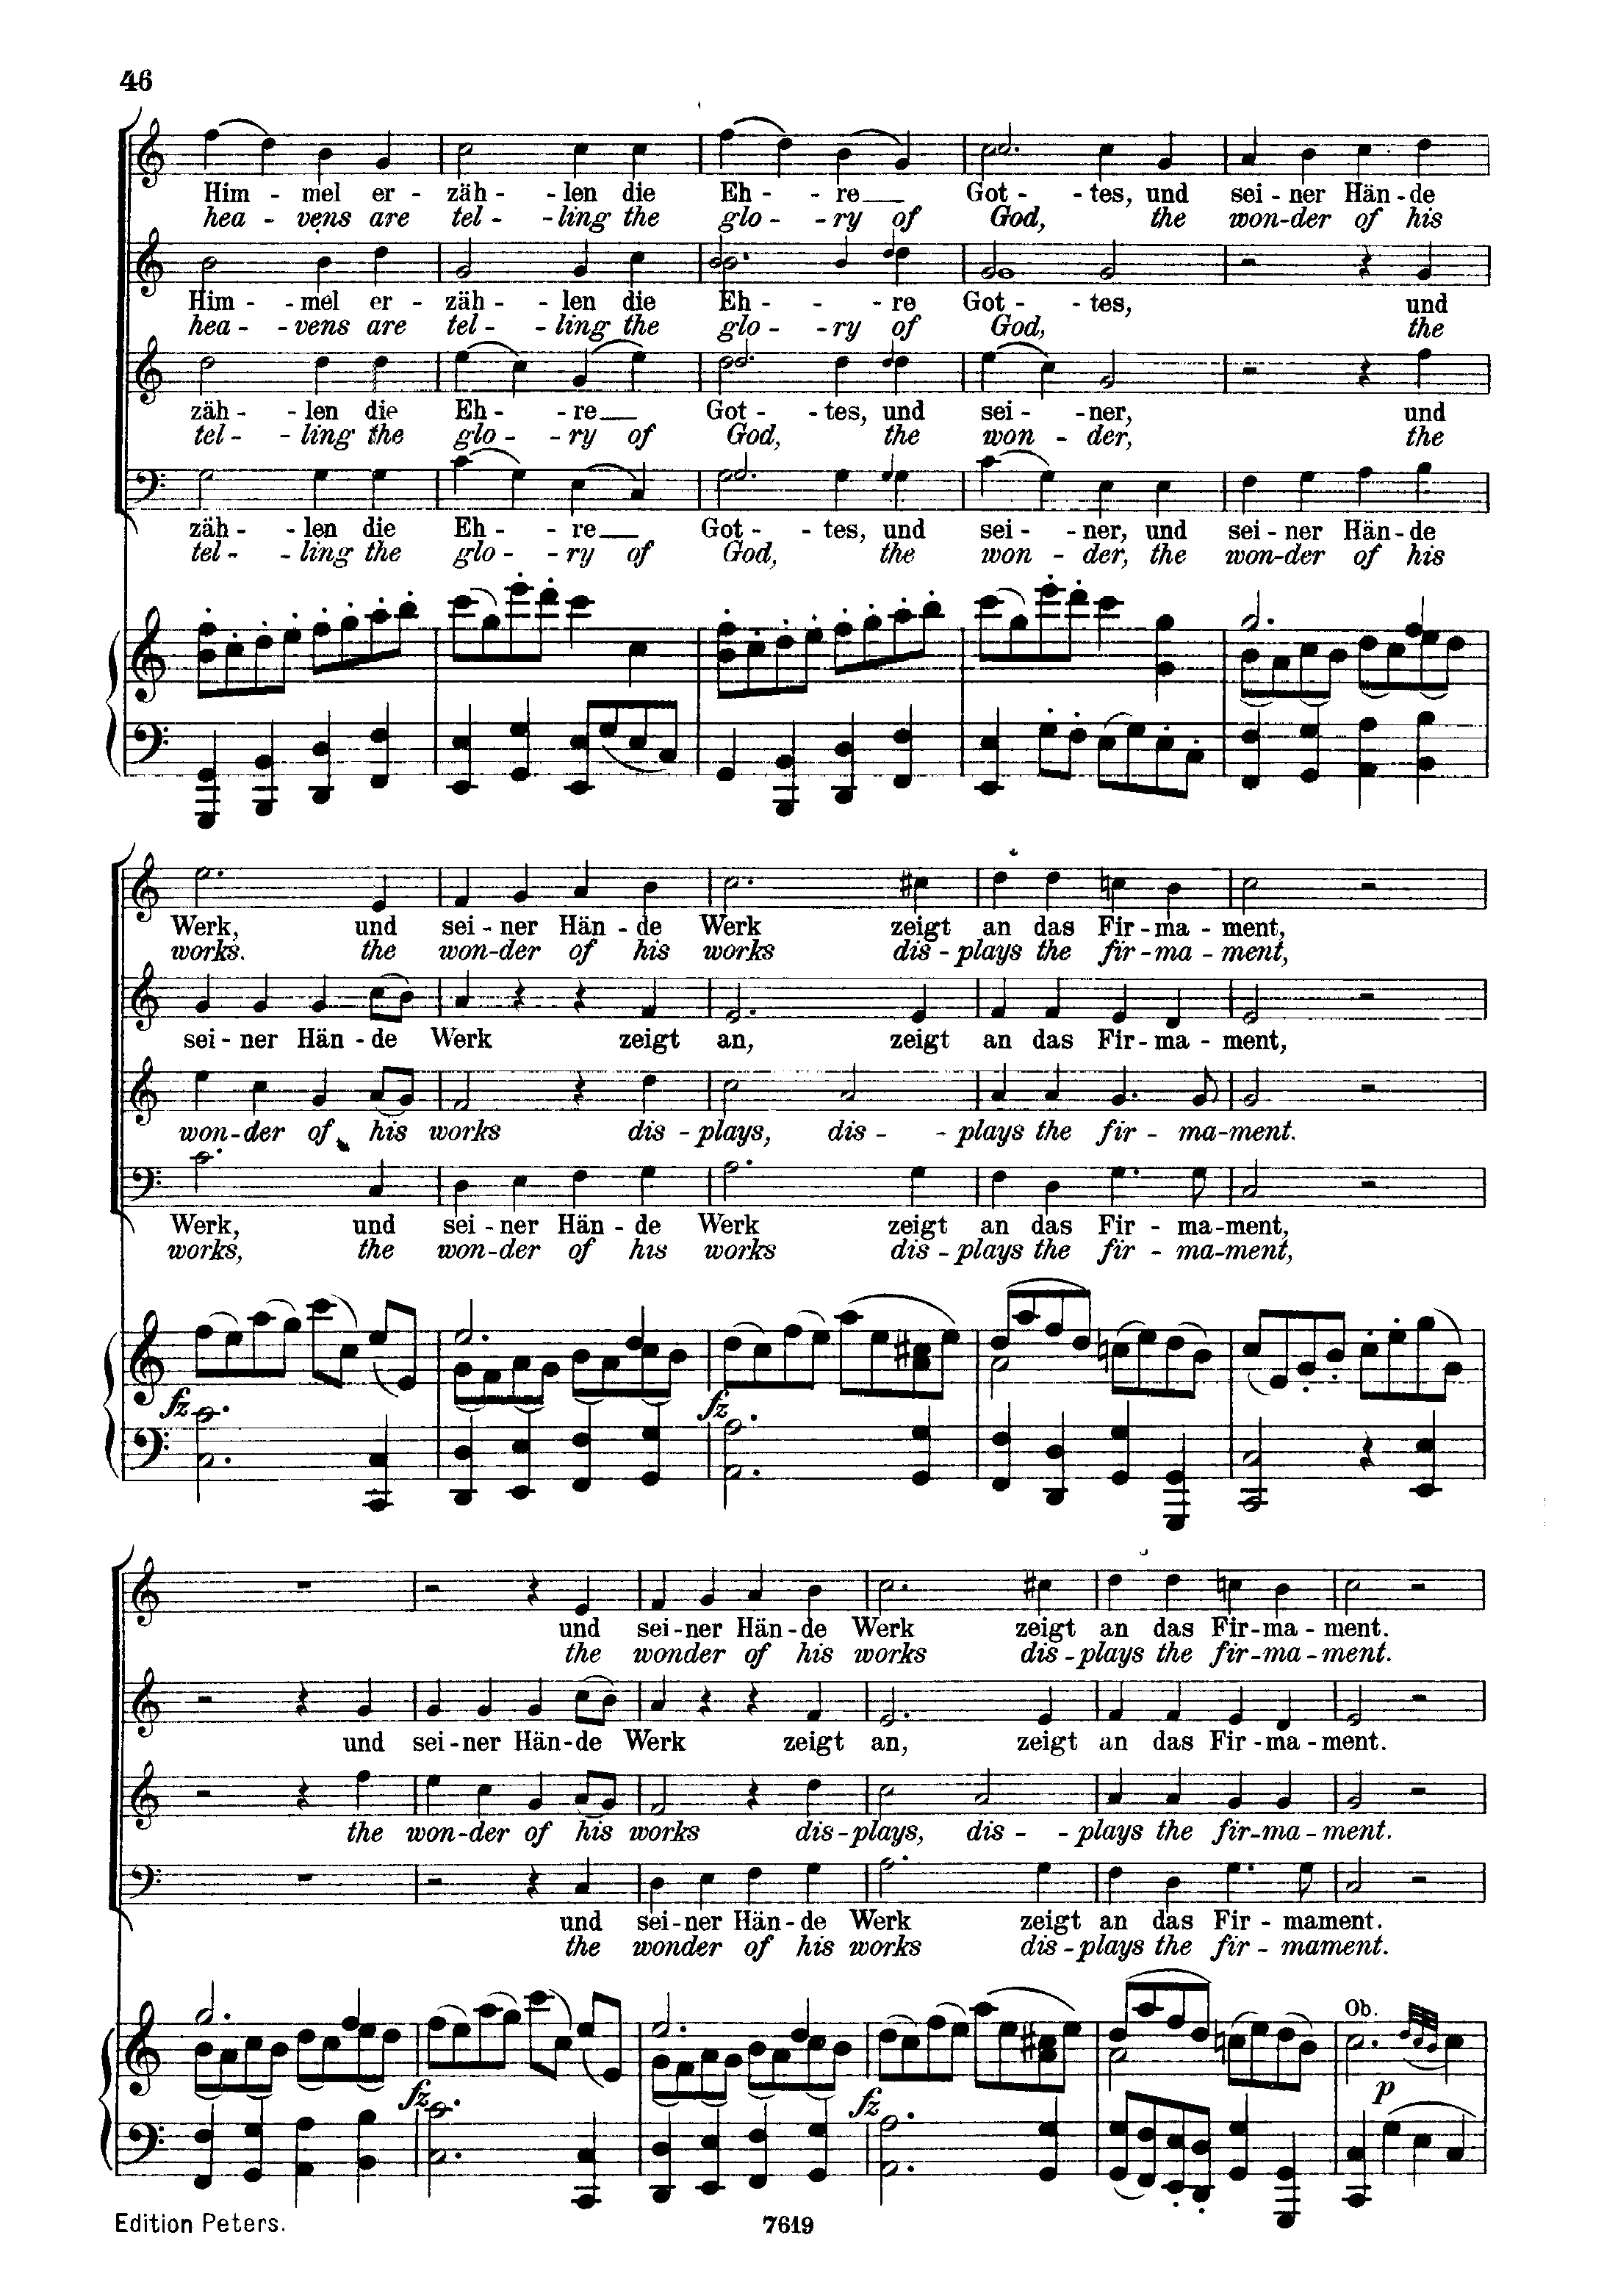 46
Him - mel er - zäh - - len die Eh - - re Got - - tes, und sei - ner Hän - de
hea - vens are tel - - ling the glo - - ry of God, the won - der of his
Him - - mel er - zäh - - len die Eh - - - re Got - - tes, und
hea - - vens are tel - - ling the glo - - ry of God, the
zäh - - len die Eh - - re Got - - tes, und sei - - ner, und
tel - - ling the glo - - ry of God, the won - der, the
zäh - - len die Eh - - re Got - - tes, und sei - - ner, und sei - ner Hän - de
tel - - ling the glo - - ry of God, the won - der, the won - der of his
Werk, und sei - ner Hän - de Werk zeigt an das Fir - ma - ment,
works. the won - der of his works dis - plays the fir - ma - ment,
sei - ner Hän - de Werk zeigt an, zeigt an das Fir - ma - ment,
won - der of his works dis - plays, dis - - plays the fir - ma - ment.
Werk, und sei - ner Hän - de Werk zeigt an das Fir - ma - ment,
works, the won - der of his works dis - plays the fir - ma - ment,
fz fz
und sei - ner Hän - de Werk zeigt an das Fir - ma - ment.
the wonder of his works dis - plays the fir - ma - ment.
und sei - ner Hän - de Werk zeigt an, zeigt an das Fir - ma - ment.
the won - der of his works dis - plays, dis - - plays the fir - ma - ment.
und sei - ner Hän - de Werk zeigt an das Fir - mament.
the wonder of his works dis - plays the fir - mament.
Ob.
fz fz p
Edition Peters. 7619